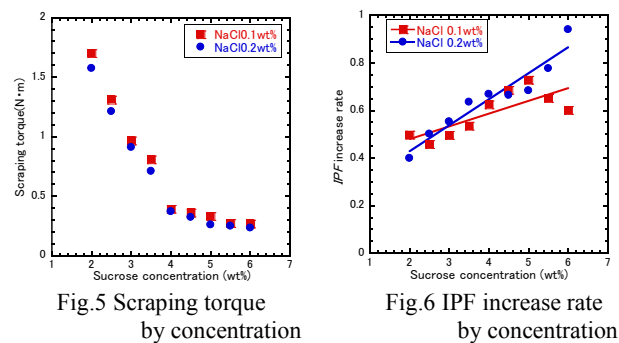 NaCl0.1wt%
NaCl0.2wt%
Scraping torque(N・m)
2
1.5
1
0.5
0
1 2 3 4 5 6 7
Sucrose concentration (wt%)
Fig.5 Scraping torque
by concentration
NaCl 0.1wt%
NaCl 0.2wt%
IPF increase rate
1
0.8
0.6
0.4
0.2
0
1 2 3 4 5 6 7
Sucrose concentration (wt%)
Fig.6 IPF increase rate
by concentration